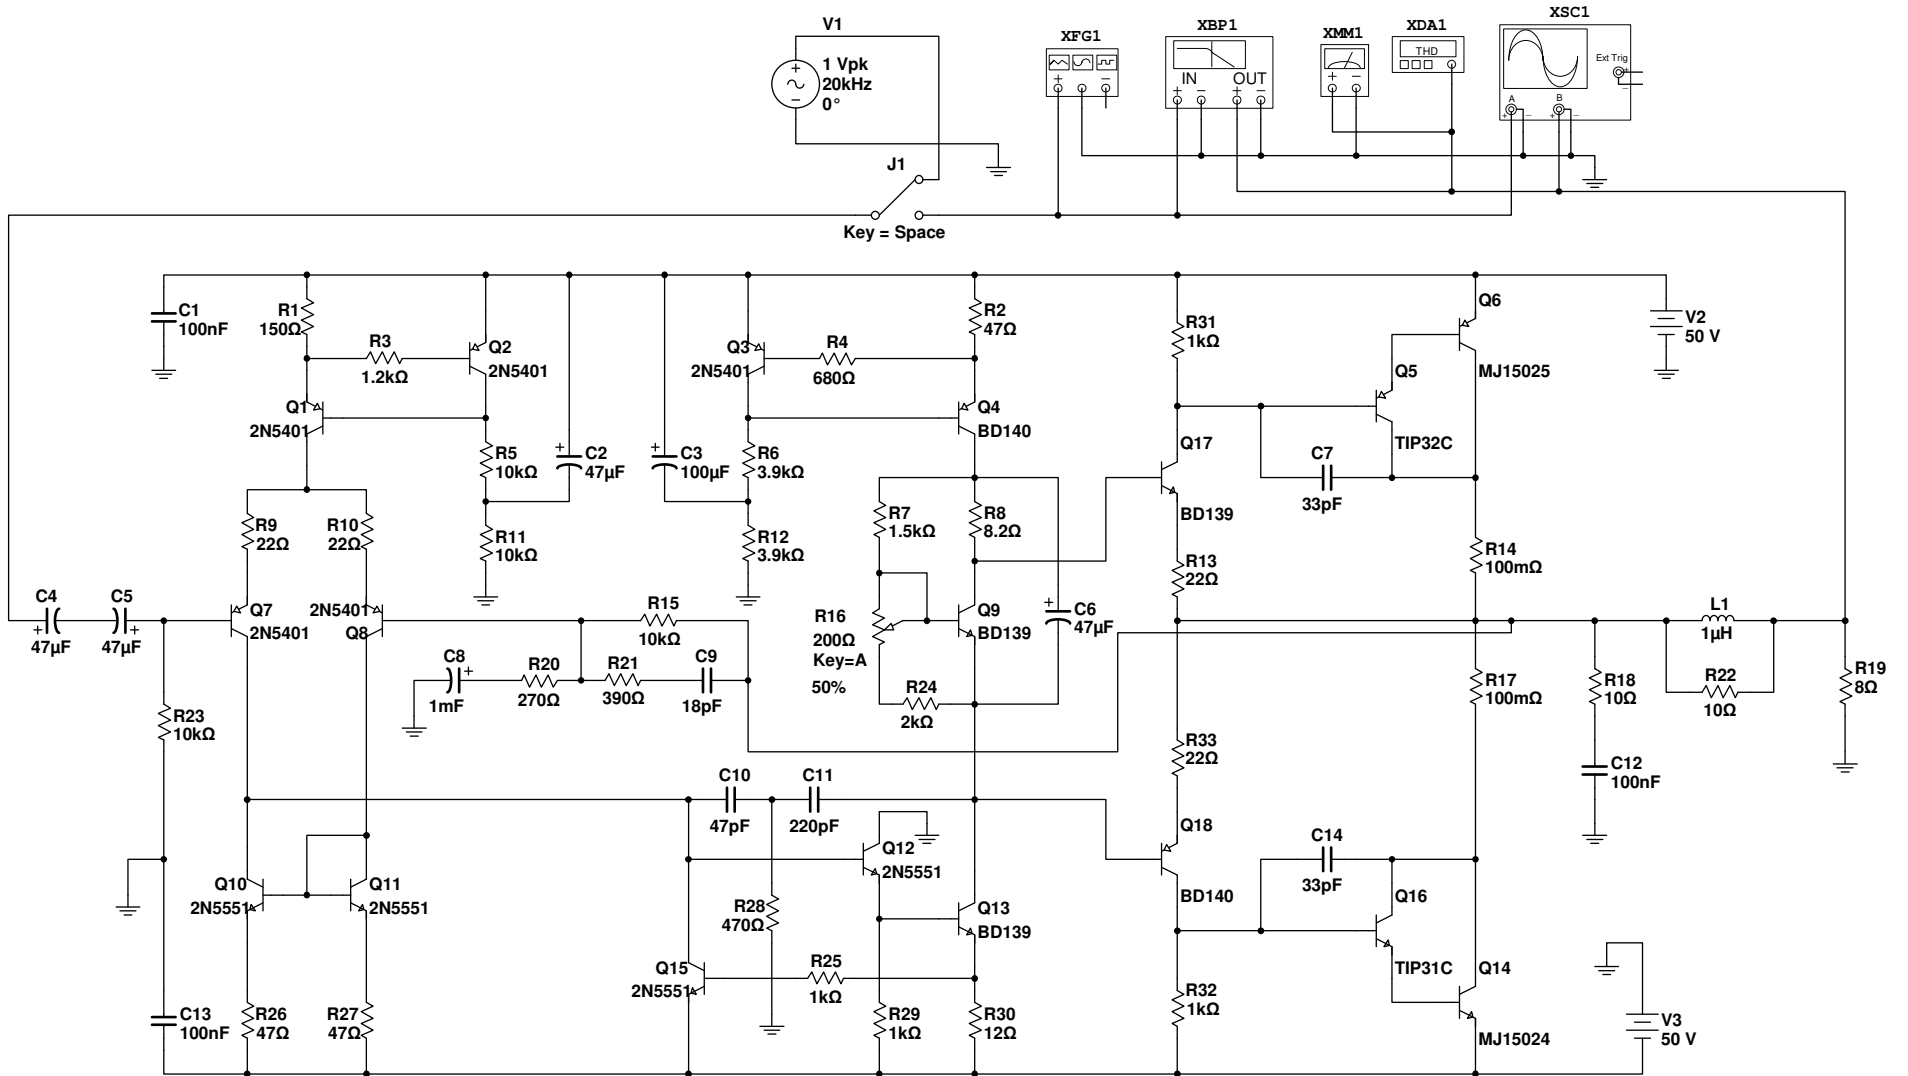 V1
1 Vpk
20kHz
0°
XFG1
XBP1
IN OUT
XMM1
XDA1
THD
XSC1
Ext Trig
A
B
J1
Key = Space
C1
100nF
R1
150Ω
R3
1.2kΩ
Q2
2N5401
Q1
2N5401
R5
10kΩ
C2
47µF
R11
10kΩ
Q3
2N5401
R4
680Ω
R2
47Ω
Q4
BD140
C3
100µF
R6
3.9kΩ
R12
3.9kΩ
R31
1kΩ
Q6
MJ15025
Q5
TIP32C
V2
50 V
Q17
BD139
C7
33pF
R7
1.5kΩ
R8
8.2Ω
R13
22Ω
R14
100mΩ
R9
22Ω
R10
22Ω
C4
47µF
C5
47µF
Q7
2N5401
2N5401
Q8
R15
10kΩ
R16
200Ω
Key=A
50%
Q9
BD139
C6
47µF
L1
1µH
C8
1mF
R20
270Ω
R21
390Ω
C9
18pF
R24
2kΩ
R17
100mΩ
R18
10Ω
R22
10Ω
R19
8Ω
R23
10kΩ
R33
22Ω
C12
100nF
C10
47pF
C11
220pF
Q12
2N5551
Q18
BD140
C14
33pF
Q10
2N5551
Q11
2N5551
R28
470Ω
Q13
BD139
Q16
TIP31C
Q15
2N5551
R25
1kΩ
Q14
MJ15024
C13
100nF
R26
47Ω
R27
47Ω
R29
1kΩ
R30
12Ω
R32
1kΩ
V3
50 V